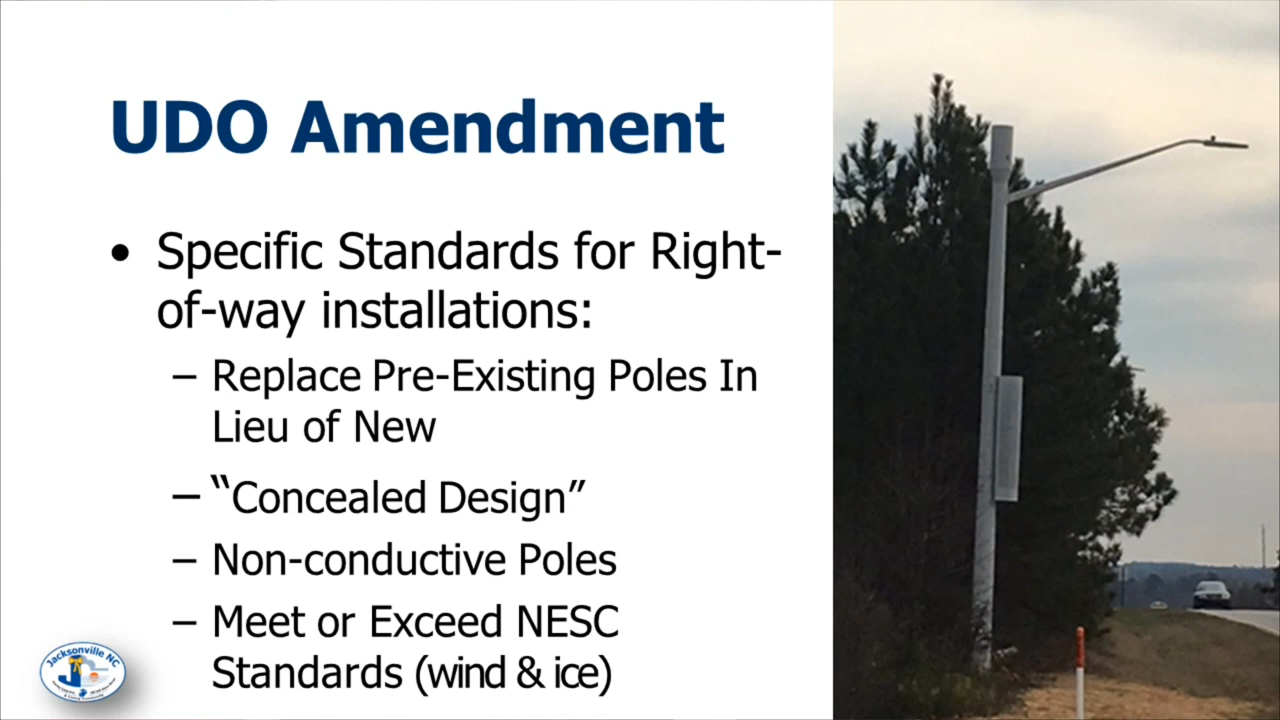 UDO Amendment
• Specific Standards for Right-
of-way installations:
– Replace Pre-Existing Poles In
Lieu of New
– “Concealed Design”
– Non-conductive Poles
– Meet or Exceed NESC
Standards (wind & ice)
Jacksonville NC